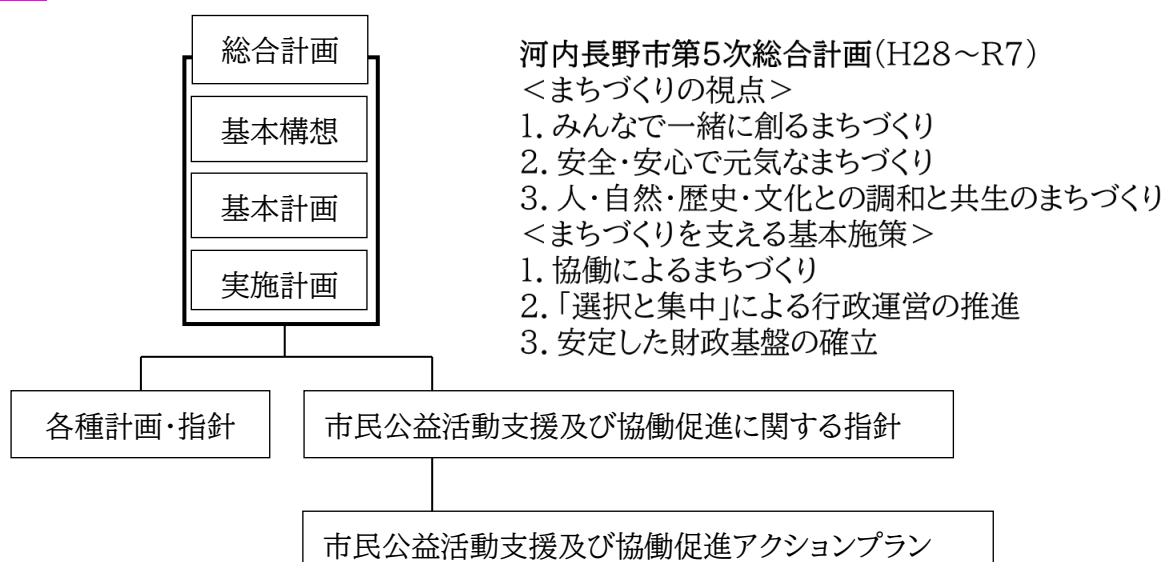 総合計画
基本構想
基本計画
実施計画
河内長野市第5次総合計画(H28～R7)
＜まちづくりの視点＞
1．みんなで一緒に創るまちづくり
2．安全・安心で元気なまちづくり
3．人・自然・歴史・文化との調和と共生のまちづくり
＜まちづくりを支える基本施策＞
1．協働によるまちづくり
2．「選択と集中」による行政運営の推進
3．安定した財政基盤の確立
各種計画・指針
市民公益活動支援及び協働促進に関する指針
市民公益活動支援及び協働促進アクションプラン